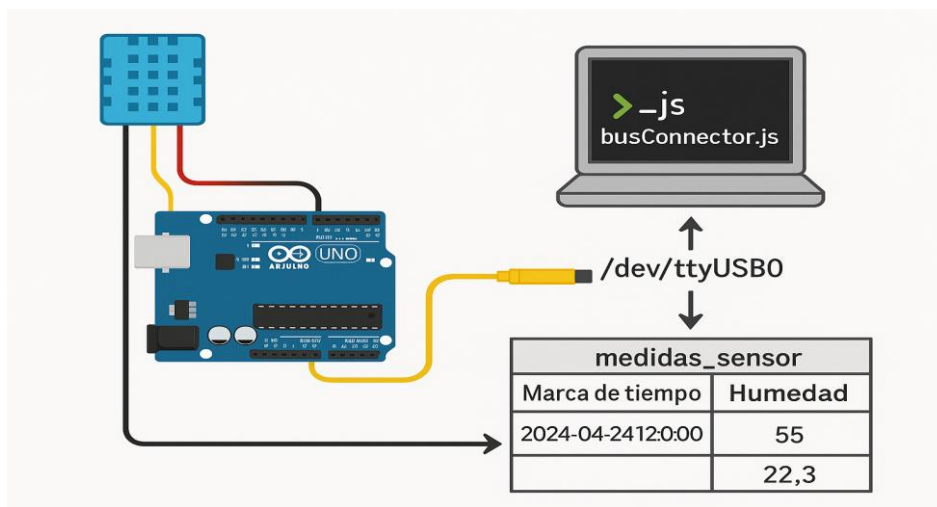 >_js
busConnector.js
UNO
ARJULNO
/dev/ttyUSB0
medidas_sensor
Marca de tiempo Humedad
2024-04-2412:0:00 55
22,3